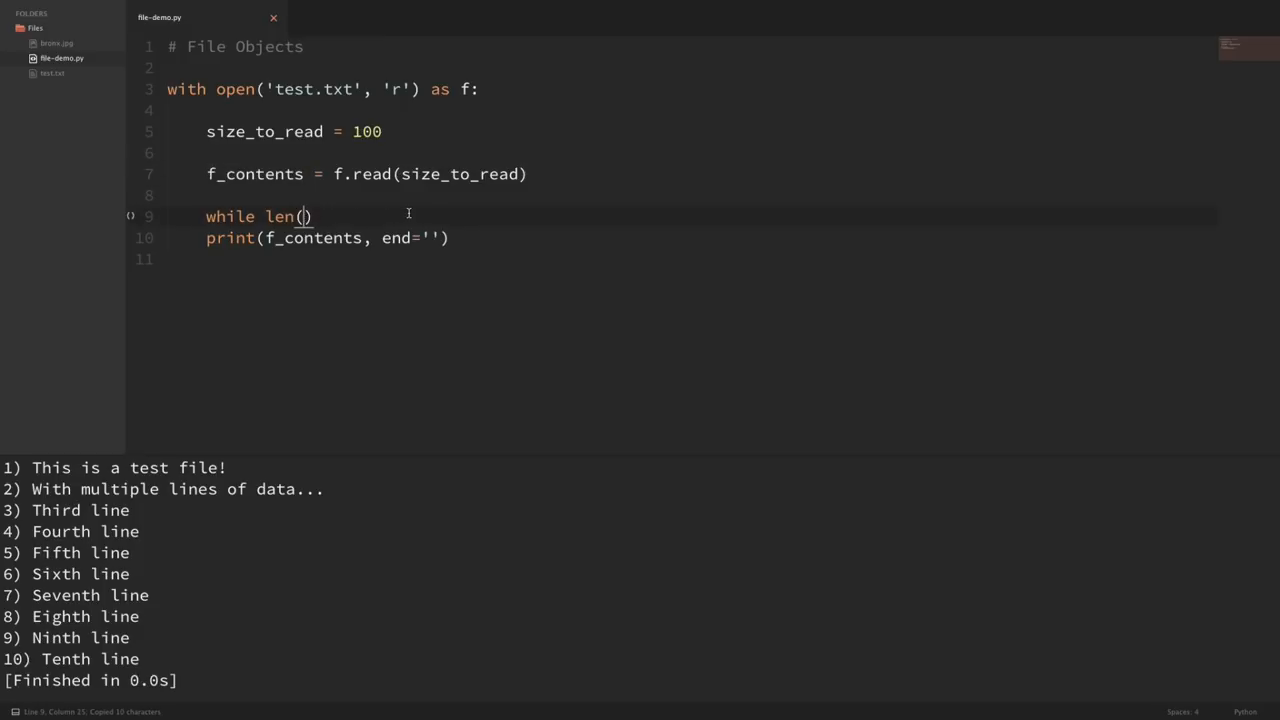 FOLDERS
Files
bronx.jpg
file-demo.py
test.txt
file-demo.py
1 # File Objects
2
3 with open('test.txt', 'r') as f:
4
5 size_to_read = 100
6
7 f_contents = f.read(size_to_read)
8
() 9 while len()
10 print(f_contents, end='')
11
1) This is a test file!
2) With multiple lines of data...
3) Third line
4) Fourth line
5) Fifth line
6) Sixth line
7) Seventh line
8) Eighth line
9) Ninth line
10) Tenth line
[Finished in 0.0s]
Line 9, Column 25, Copied 10 characters Spaces: 4 Python